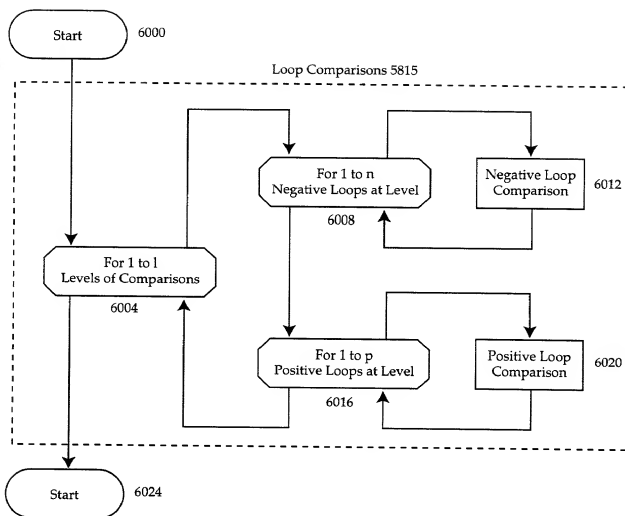 Start
6000
Loop Comparisons 5815
For 1 to n
Negative Loops at Level
6008
Negative Loop
Comparison
6012
For 1 to l
Levels of Comparisons
6004
For 1 to p
Positive Loops at Level
6016
Positive Loop
Comparison
6020
Start
6024